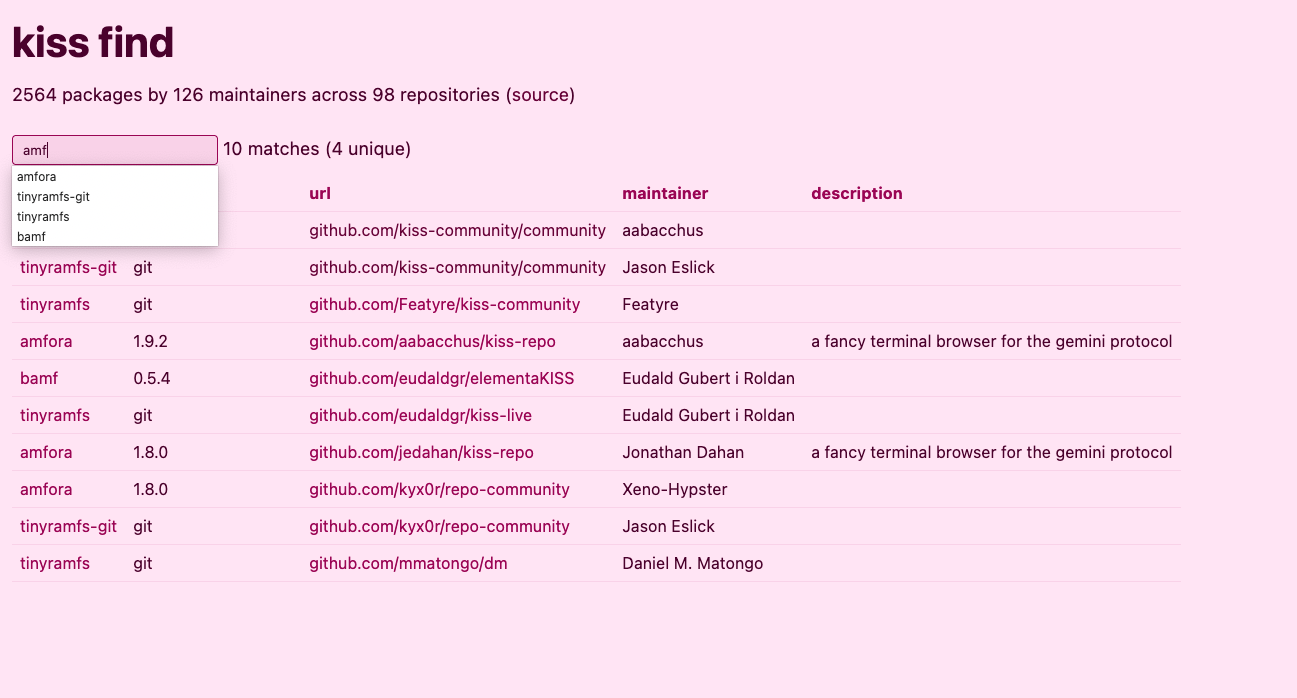 kiss find
2564 packages by 126 maintainers across 98 repositories (source)
amf 10 matches (4 unique)
amfora
tinyramfs-git
tinyramfs
bamf
url maintainer description
github.com/kiss-community/community aabacchus
tinyramfs-git git github.com/kiss-community/community Jason Eslick
tinyramfs git github.com/Featyre/kiss-community Featyre
amfora 1.9.2 github.com/aabacchus/kiss-repo aabacchus a fancy terminal browser for the gemini protocol
bamf 0.5.4 github.com/eudaldgr/elementaKISS Eudald Gubert i Roldan
tinyramfs git github.com/eudaldgr/kiss-live Eudald Gubert i Roldan
amfora 1.8.0 github.com/jedahan/kiss-repo Jonathan Dahan a fancy terminal browser for the gemini protocol
amfora 1.8.0 github.com/kyx0r/repo-community Xeno-Hypster
tinyramfs-git git github.com/kyx0r/repo-community Jason Eslick
tinyramfs git github.com/mmatongo/dm Daniel M. Matongo